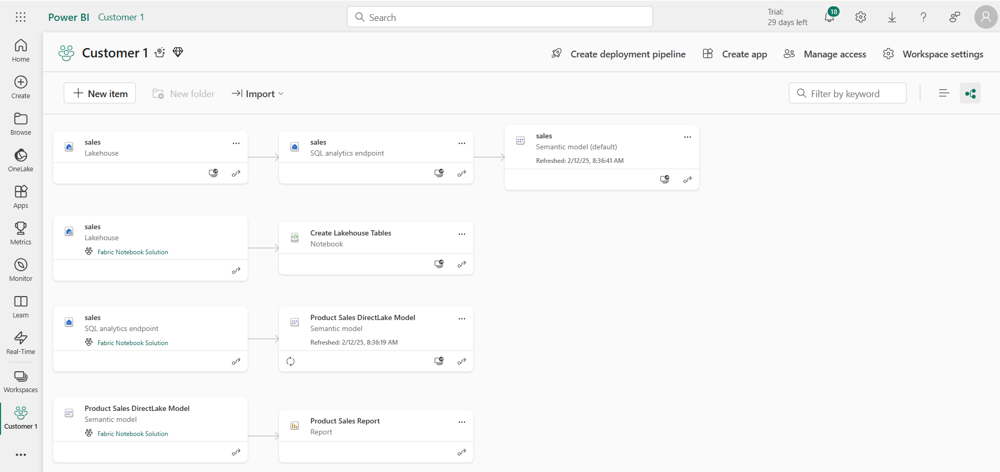 Power BI Customer 1
Search
Trial:
29 days left
18
Home
Create
Browse
OneLake
Apps
Metrics
Monitor
Learn
Real-Time
Workspaces
Customer 1
Customer 1
Create deployment pipeline
Create app
Manage access
Workspace settings
New item
New folder
Import
Filter by keyword
sales
Lakehouse
sales
SQL analytics endpoint
sales
Semantic model (default)
Refreshed: 2/12/25, 8:36:41 AM
sales
Lakehouse
Fabric Notebook Solution
Create Lakehouse Tables
Notebook
sales
SQL analytics endpoint
Fabric Notebook Solution
Product Sales DirectLake Model
Semantic model
Refreshed: 2/12/25, 8:36:19 AM
Product Sales DirectLake Model
Semantic model
Fabric Notebook Solution
Product Sales Report
Report